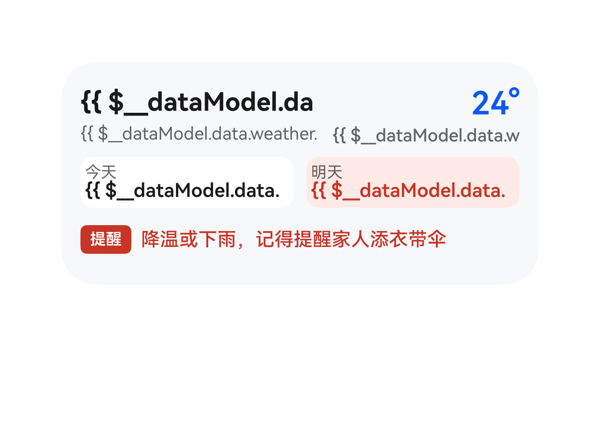 {{ $__dataModel.da
24°
{{ $__dataModel.data.weather.
{{ $__dataModel.data.w
今天
{{ $__dataModel.data.
明天
{{ $__dataModel.data.
提醒
降温或下雨，记得提醒家人添衣带伞